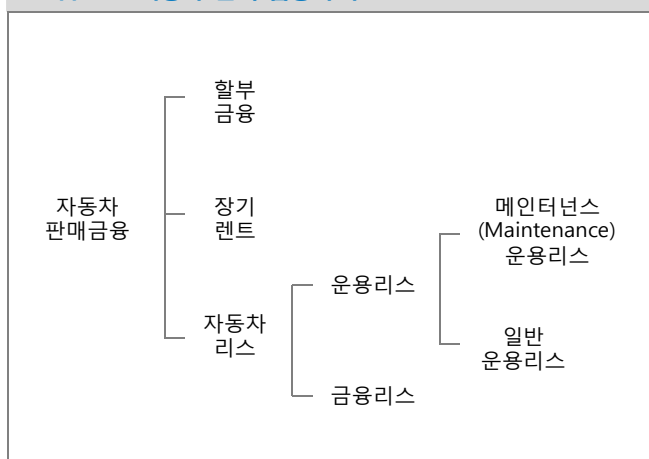 할부
금융
자동차
판매금융
장기
렌트
메인터넌스
(Maintenance)
운용리스
운용리스
자동차
리스
일반
운용리스
금융리스